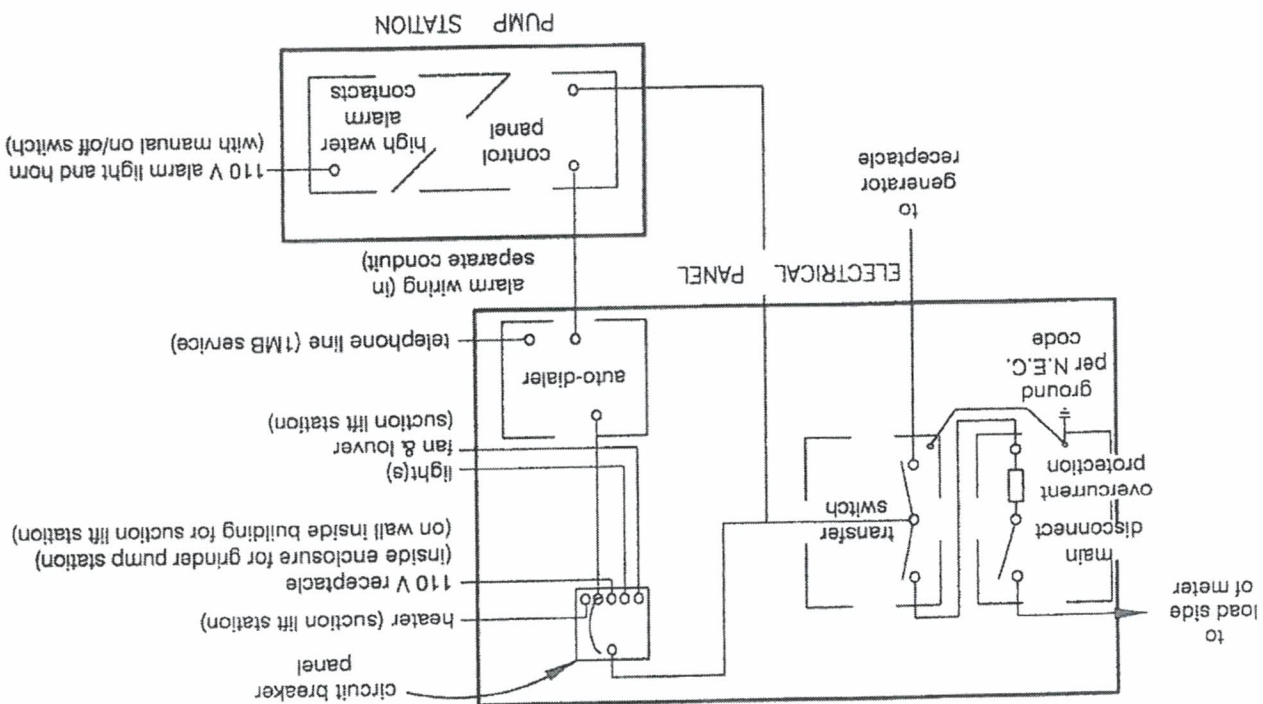 circuit breaker
panel
to
load side
of meter
heater (suction lift station)
110 V receptacle
(inside enclosure for grinder pump station)
(on wall inside building for suction lift station)
light(s)
fan & louver
(suction lift station)
main
disconnect
overcurrent
protection
transfer
switch
ground
per N.E.C.
code
auto-dialer
telephone line (1MB service)
ELECTRICAL PANEL
alarm wiring (in
separate conduit)
to
generator
receptacle
110 V alarm light and horn
(with manual on/off switch)
high water
alarm
contacts
control
panel
PUMP STATION